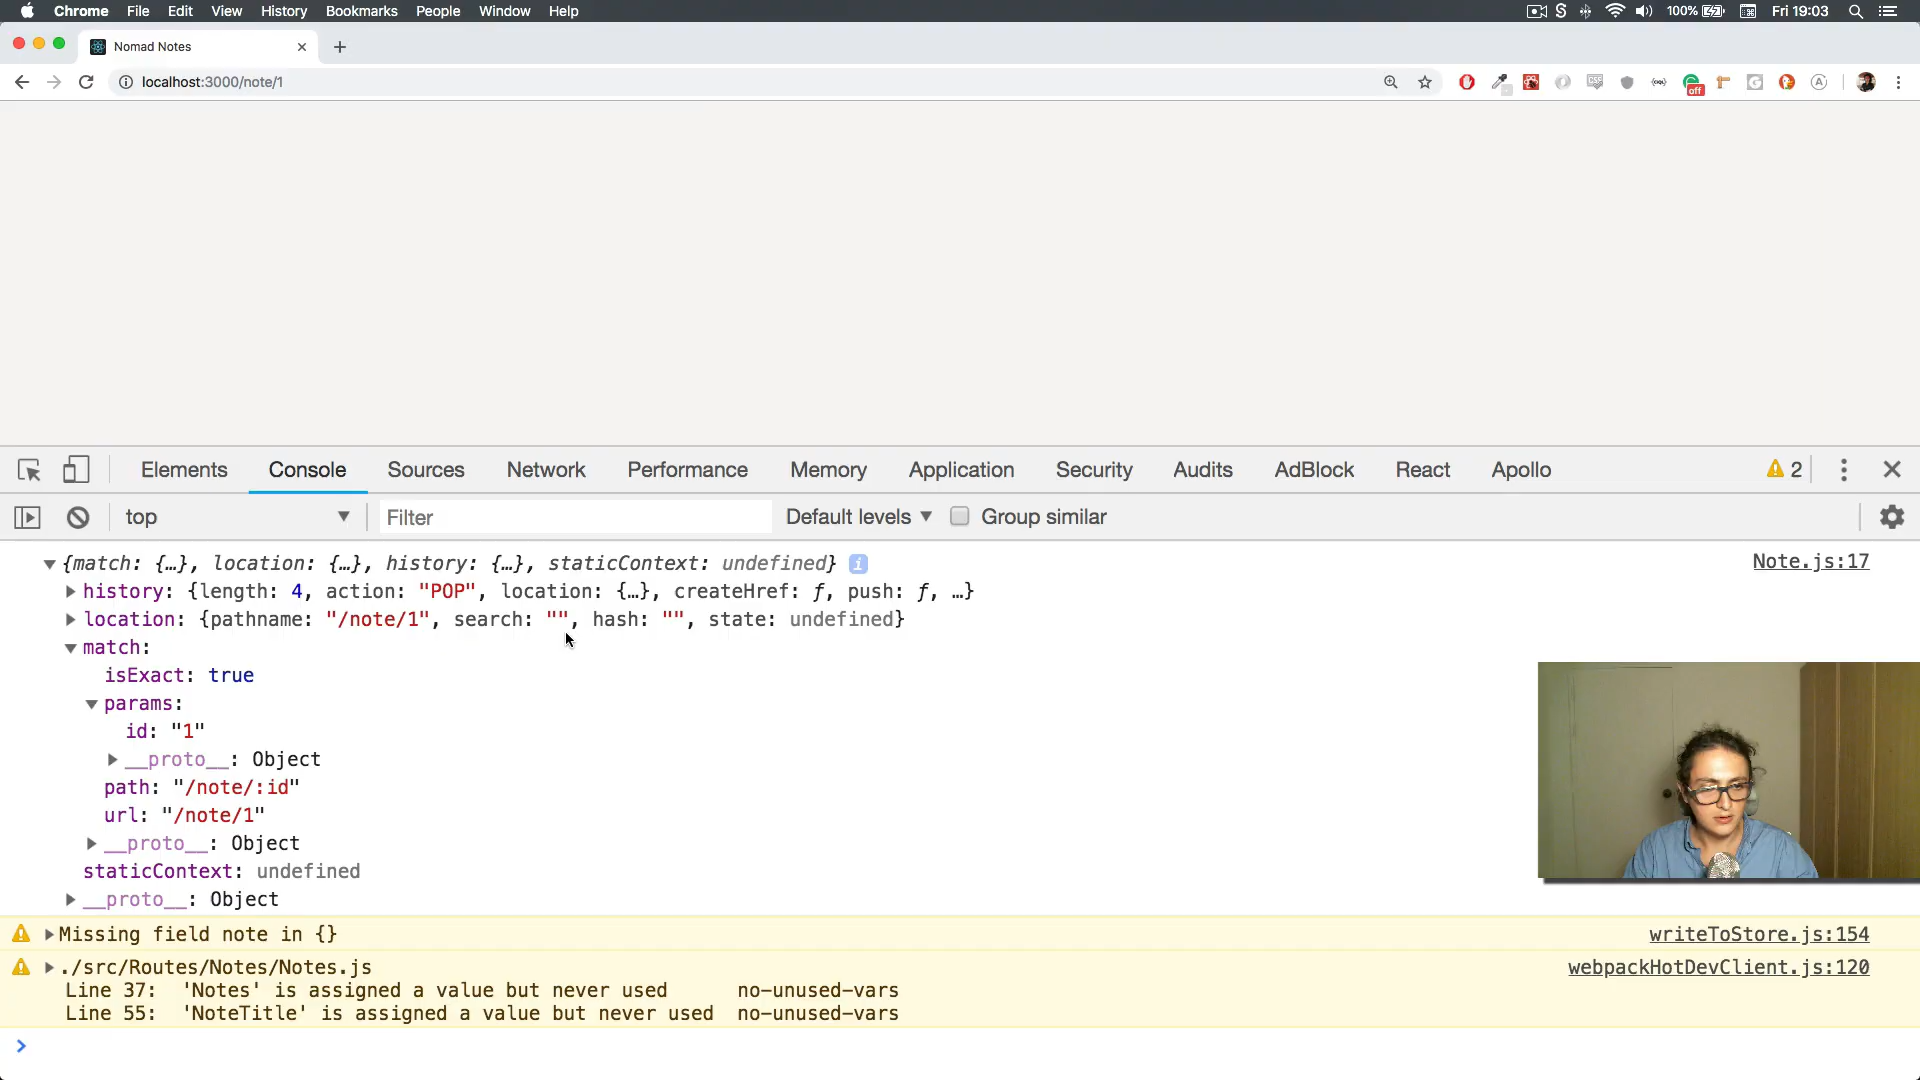 Chrome File Edit View History Bookmarks People Window Help 100% Fri 19:03
Nomad Notes
localhost:3000/note/1
off
Elements Console Sources Network Performance Memory Application Security Audits AdBlock React Apollo 2
top Filter Default levels Group similar
{match: {…}, location: {…}, history: {…}, staticContext: undefined} i Note.js:17
history: {length: 4, action: "POP", location: {…}, createHref: ƒ, push: ƒ, …}
location: {pathname: "/note/1", search: "", hash: "", state: undefined}
match:
isExact: true
params:
id: "1"
__proto__: Object
path: "/note/:id"
url: "/note/1"
__proto__: Object
staticContext: undefined
__proto__: Object
Missing field note in {} writeToStore.js:154
./src/Routes/Notes/Notes.js webpackHotDevClient.js:120
Line 37: 'Notes' is assigned a value but never used no-unused-vars
Line 55: 'NoteTitle' is assigned a value but never used no-unused-vars